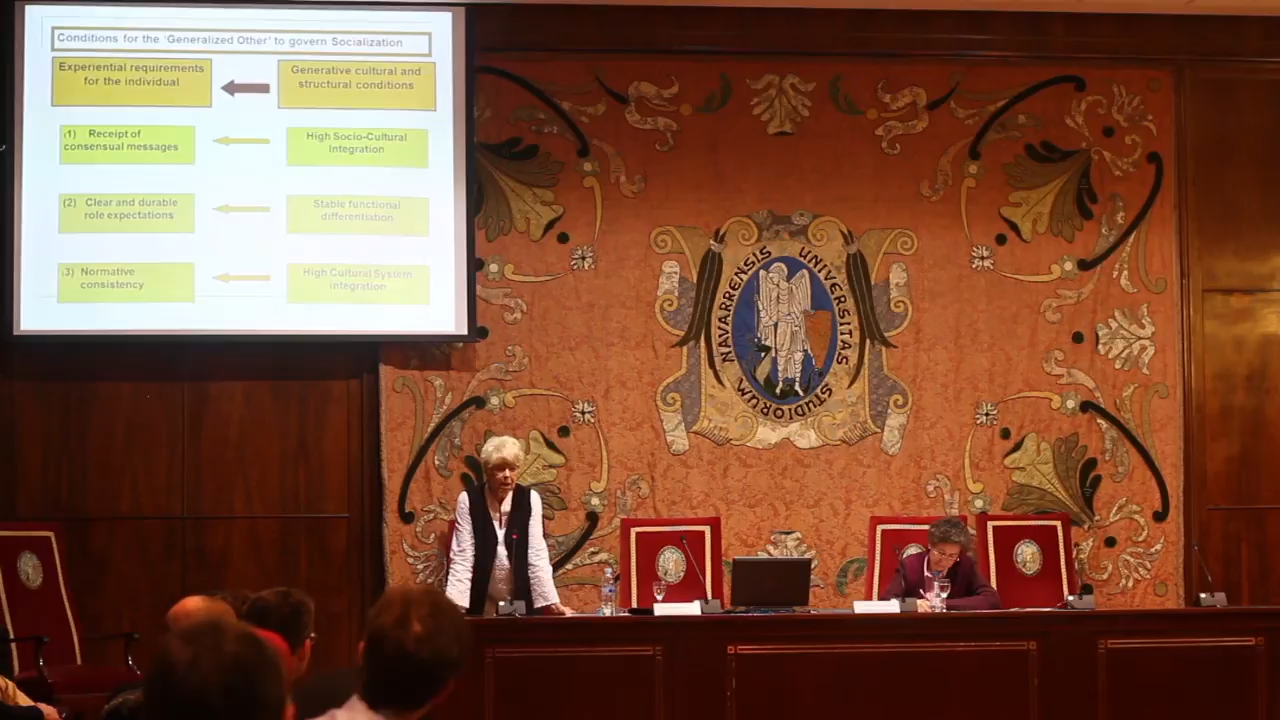 Conditions for the 'Generalized Other' to govern Socialization
Experiential requirements
for the individual
Generative cultural and
structural conditions
(1) Receipt of
consensual messages
High Socio-Cultural
Integration
(2) Clear and durable
role expectations
Stable functional
differentiation
(3) Normative
consistency
High Cultural System
integration
UNIVERSITAS
STUDIORUM
NAVARRENSIS